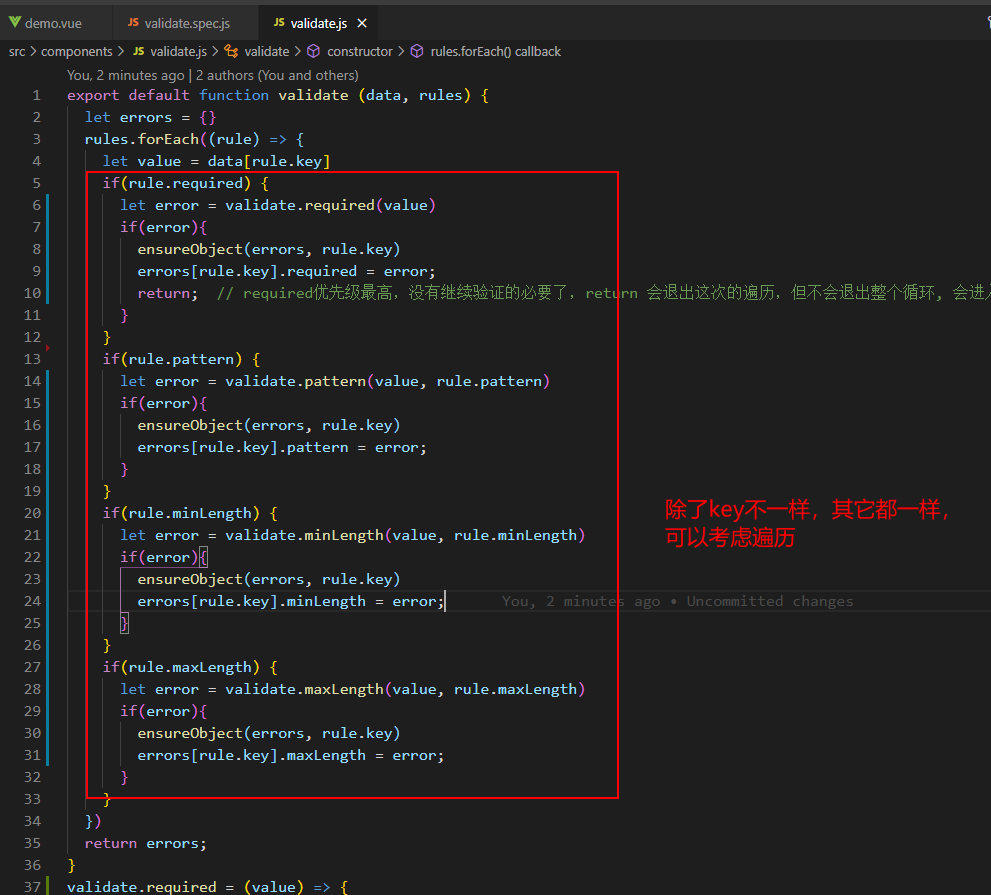 demo.vue JS validate.spec.js JS validate.js ×
src > components > JS validate.js > validate > constructor > rules.forEach() callback
You, 2 minutes ago | 2 authors (You and others)
1 export default function validate (data, rules) {
2 let errors = {}
3 rules.forEach((rule) => {
4 let value = data[rule.key]
5 if(rule.required) {
6 let error = validate.required(value)
7 if(error){
8 ensureObject(errors, rule.key)
9 errors[rule.key].required = error;
10 return; // required优先级最高，没有继续验证的必要了，return 会退出这次的遍历，但不会退出整个循环, 会进
11 }
12 }
13 if(rule.pattern) {
14 let error = validate.pattern(value, rule.pattern)
15 if(error){
16 ensureObject(errors, rule.key)
17 errors[rule.key].pattern = error;
18 }
19 }
20 if(rule.minLength) {
21 let error = validate.minLength(value, rule.minLength)
22 if(error){
23 ensureObject(errors, rule.key)
24 errors[rule.key].minLength = error; You, 2 minutes ago • Uncommitted changes
25 }
26 }
27 if(rule.maxLength) {
28 let error = validate.maxLength(value, rule.maxLength)
29 if(error){
30 ensureObject(errors, rule.key)
31 errors[rule.key].maxLength = error;
32 }
33 }
34 })
35 return errors;
36 }
37 validate.required = (value) => {
除了key不一样，其它都一样，
可以考虑遍历